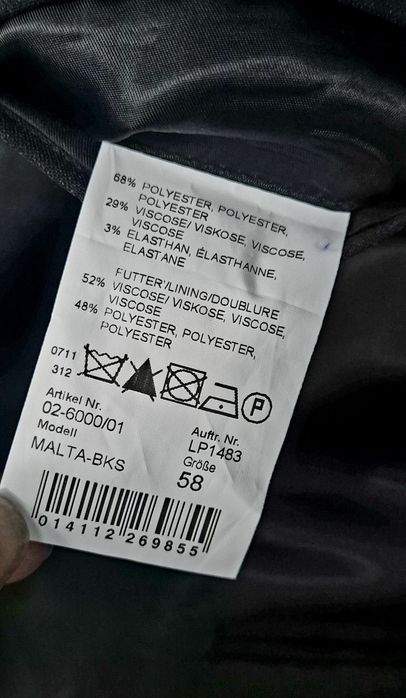 68% POLYESTER, POLYESTER,
POLYESTER
29% VISCOSE/ VISKOSE, VISCOSE,
VISCOSE
3% ELASTHAN, ÉLASTHANNE,
ELASTANE
FUTTER'/LINING/DOUBLURE
52% VISCOSE/ VISKOSE, VISCOSE,
VISCOSE
48% POLYESTER, POLYESTER,
POLYESTER
0711
312
P
Artikel Nr.
02-6000/01
Auftr. Nr.
LP1483
Modell
MALTA-BKS
Größe
58
014112 269855